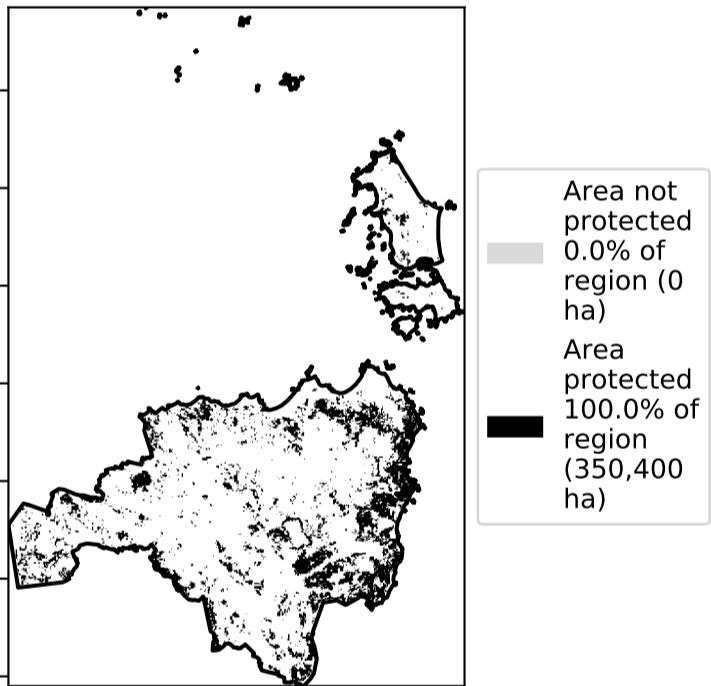 Area not
protected
0.0% of
region (0
ha)
Area
protected
100.0% of
region
(350,400
ha)